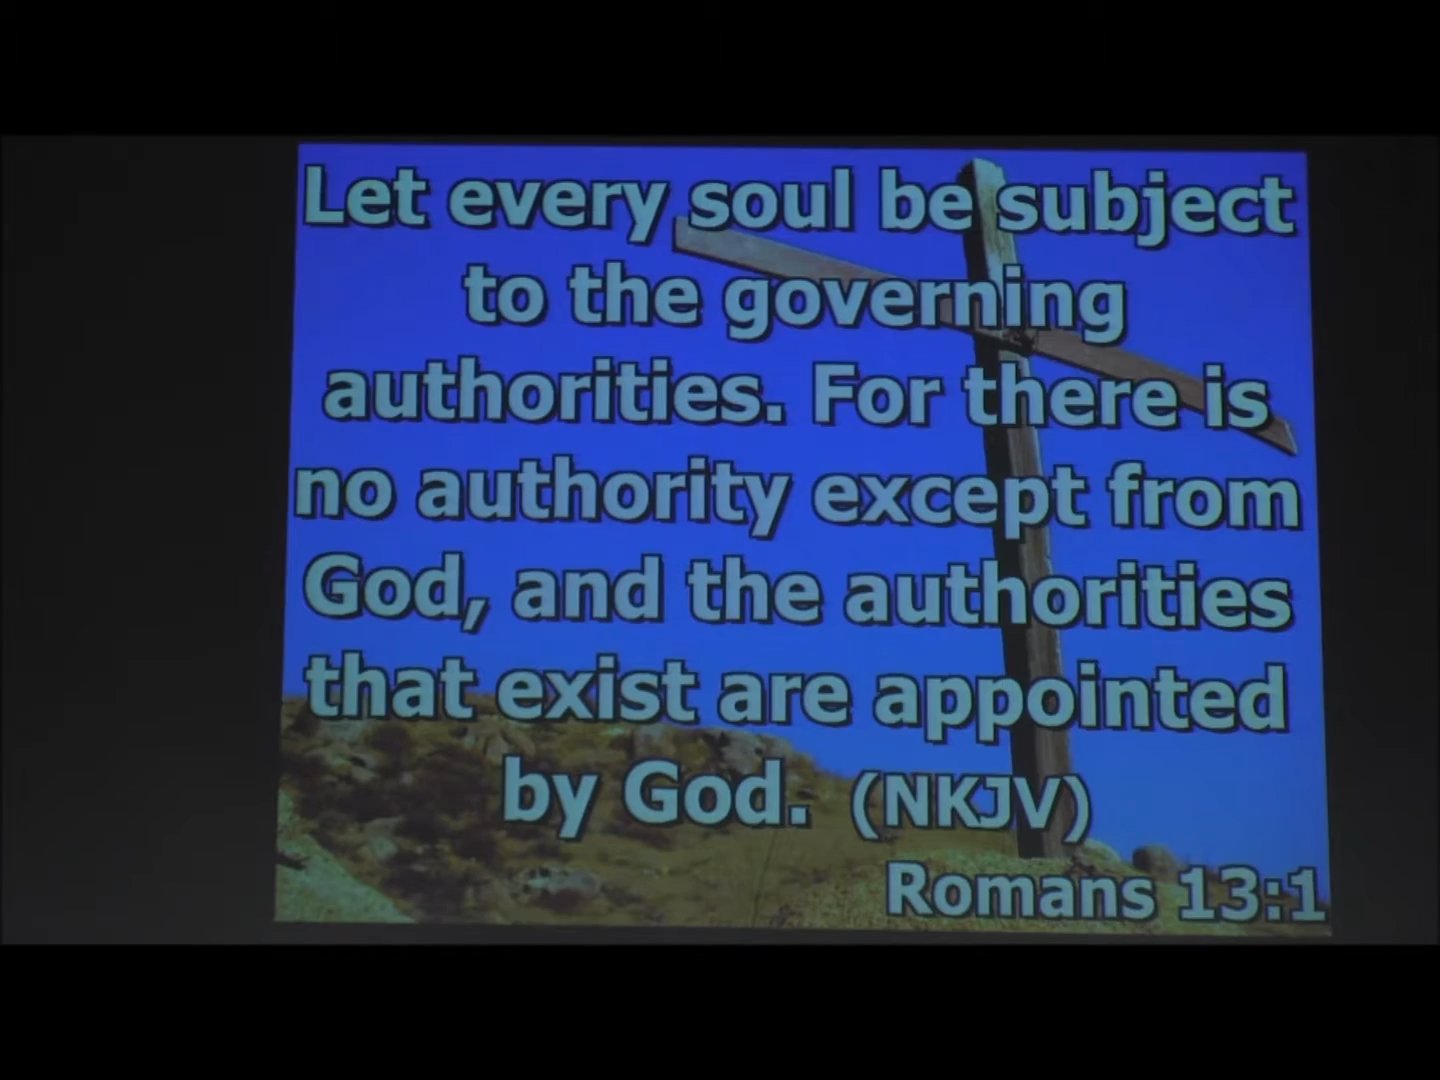 Let every soul be subject
to the governing
authorities. For there is
no authority except from
God, and the authorities
that exist are appointed
by God. (NKJV)
Romans 13:1